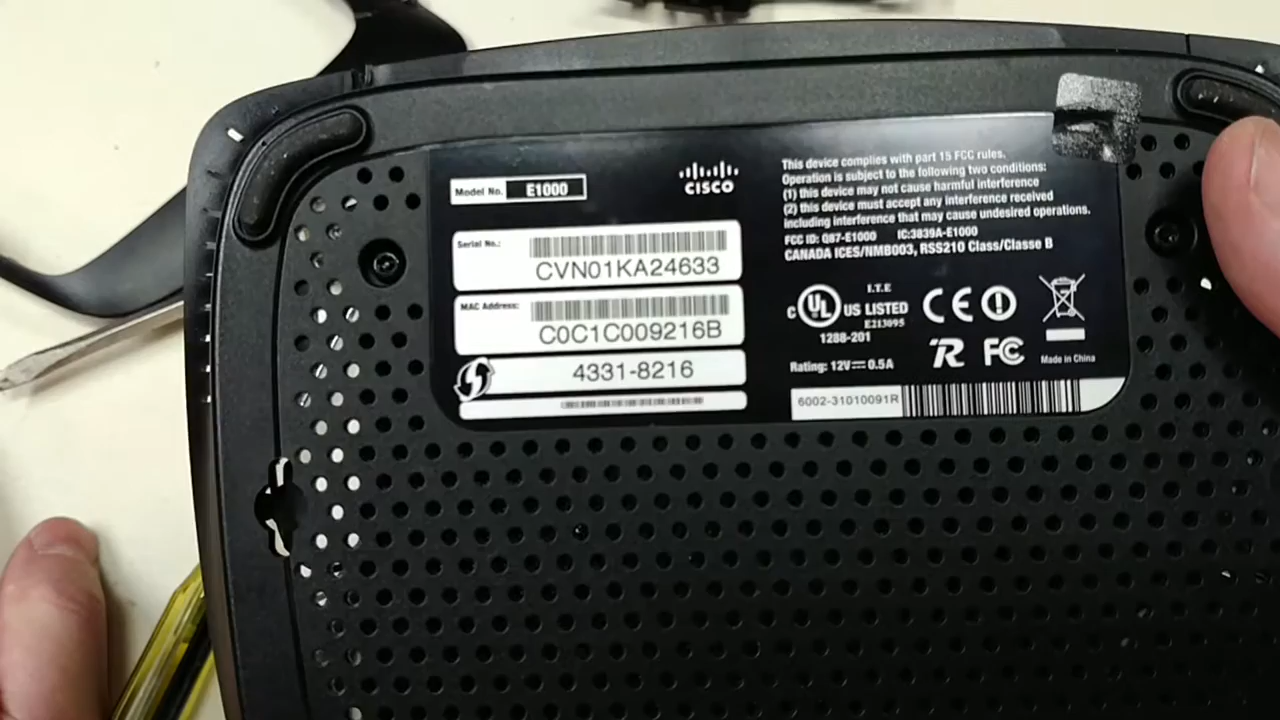 Model No. E1000
CISCO
Serial No.:
CVN01KA24633
MAC Address:
C0C1C009216B
4331-8216
This device complies with part 15 FCC rules.
Operation is subject to the following two conditions:
(1) this device may not cause harmful interference
(2) this device must accept any interference received
including interference that may cause undesired operations.
FCC ID: Q87-E1000 IC:3839A-E1000
CANADA ICES/NMB003, RSS210 Class/Classe B
C UL US LISTED
I.T.E
E213095
1288-201
CE
FC
Rating: 12V⎓0.5A
Made in China
6002-31010091R